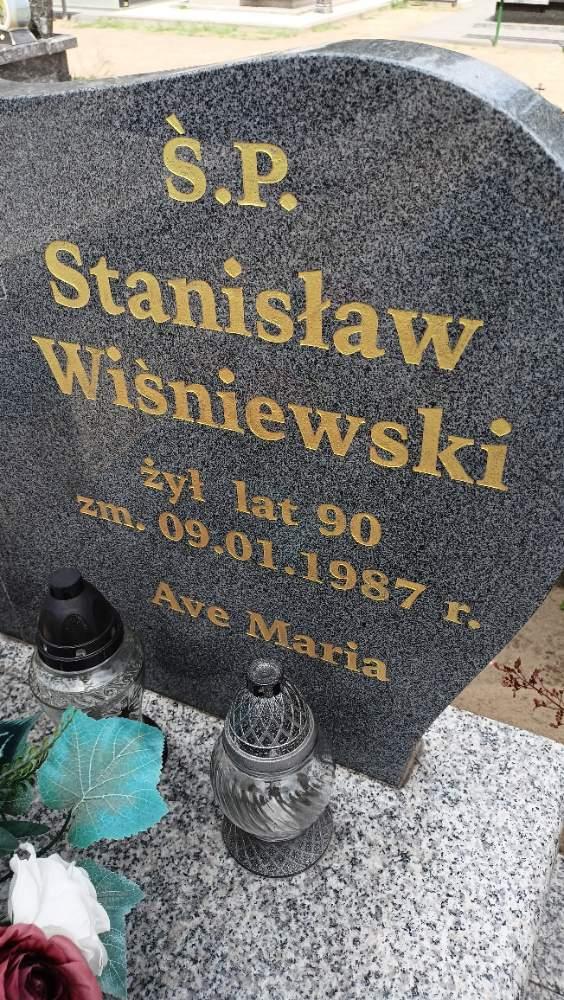 Ś.P.
Stanisław
Wiśniewski
żył lat 90
zm. 09.01.1987 r.
Ave Maria